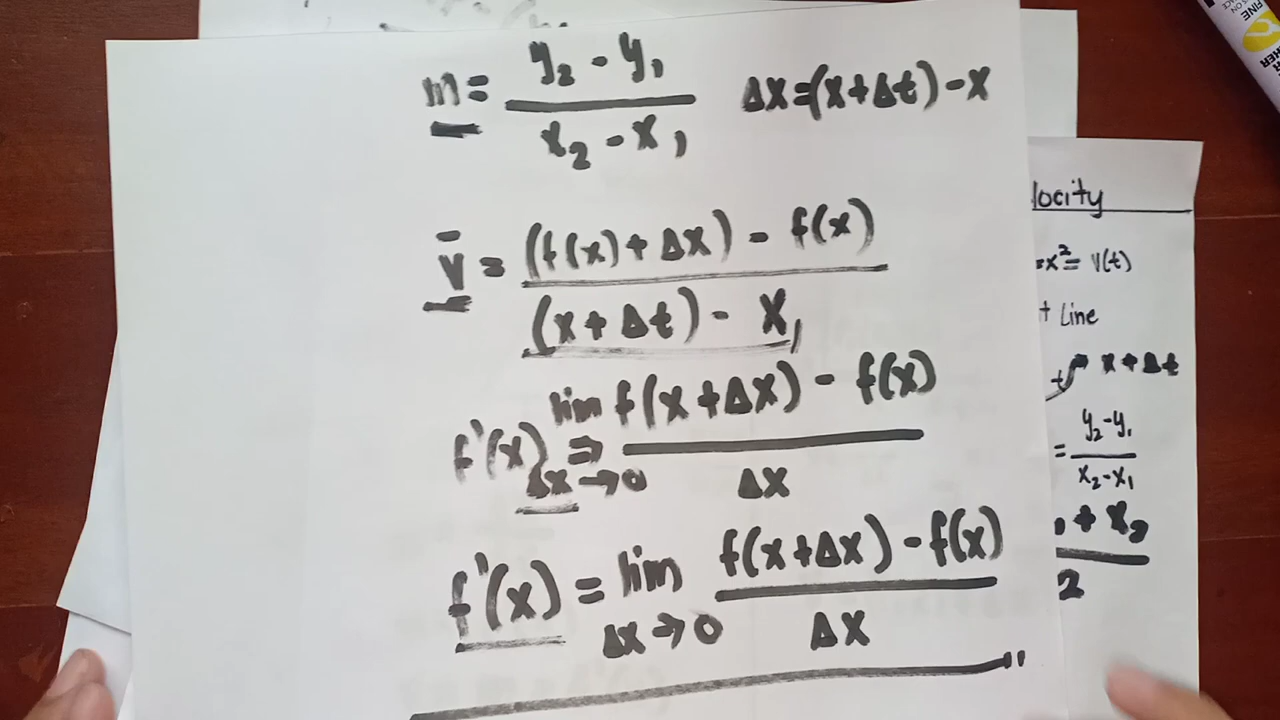 m = y₂ - y₁ / x₂ - x₁
Δx = (x + Δt) - x
v̄ = (f(x) + Δx) - f(x) / (x + Δt) - x₁
f'(x) = lim Δx → 0 f(x + Δx) - f(x) / Δx
f'(x) = lim Δx → 0 f(x + Δx) - f(x) / Δx
locity
= x² = v(t)
t Line
x + Δt
= y₂ - y₁ / x₂ - x₁
+ x₂ / 2
FINE